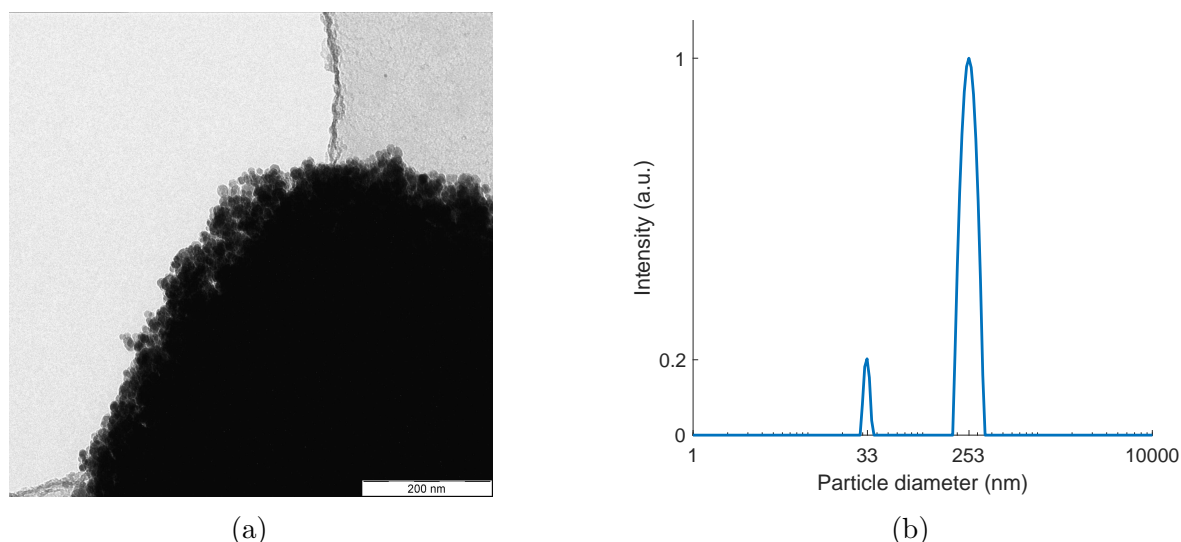 200 nm
(a)
Intensity (a.u.)
1
0.2
0
1
33
253
10000
Particle diameter (nm)
(b)